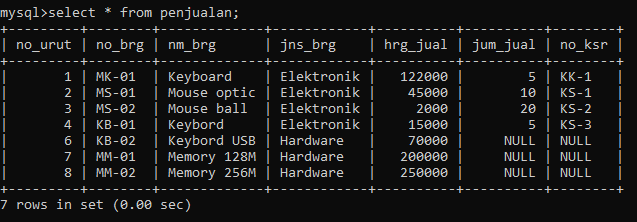 mysql>select * from penjualan;
+---------+--------+-------------+------------+----------+----------+--------+
| no_urut | no_brg | nm_brg      | jns_brg    | hrg_jual | jum_jual | no_ksr |
+---------+--------+-------------+------------+----------+----------+--------+
|       1 | MK-01  | Keyboard    | Elektronik |   122000 |        5 | KK-1   |
|       2 | MS-01  | Mouse optic | Elektronik |    45000 |       10 | KS-1   |
|       3 | MS-02  | Mouse ball  | Elektronik |     2000 |       20 | KS-2   |
|       4 | KB-01  | Keybord     | Elektronik |    15000 |        5 | KS-3   |
|       6 | KB-02  | Keybord USB | Hardware   |    70000 |     NULL | NULL   |
|       7 | MM-01  | Memory 128M | Hardware   |   200000 |     NULL | NULL   |
|       8 | MM-02  | Memory 256M | Hardware   |   250000 |     NULL | NULL   |
+---------+--------+-------------+------------+----------+----------+--------+
7 rows in set (0.00 sec)